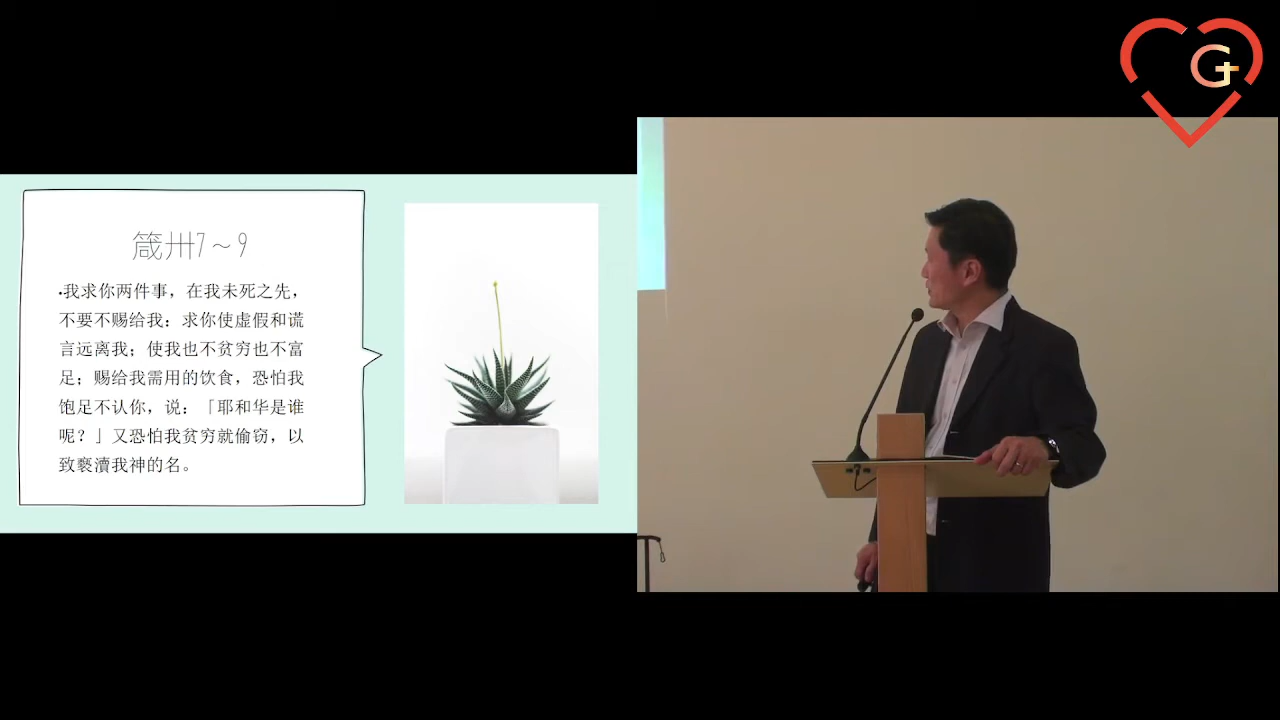 箴卅7～9
·我求你两件事，在我未死之先，
不要不赐给我：求你使虚假和谎
言远离我；使我也不贫穷也不富
足；赐给我需用的饮食，恐怕我
饱足不认你，说：「耶和华是谁
呢？」又恐怕我贫穷就偷窃，以
致亵渎我神的名。
G